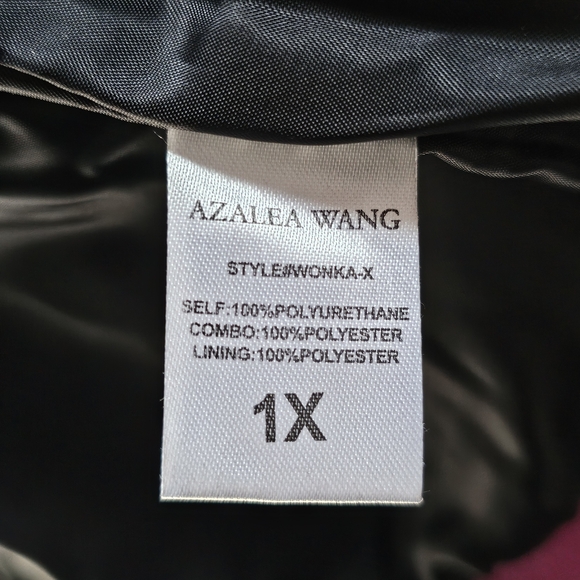 AZALEA WANG
STYLE#WONKA-X
SELF:100%POLYURETHANE
COMBO:100%POLYESTER
LINING:100%POLYESTER
1X